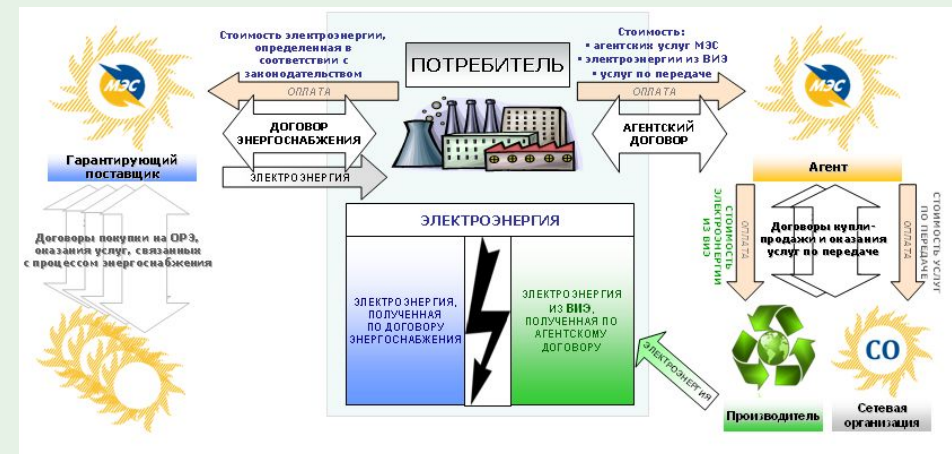 Стоимость электроэнергии,
определенная в
соответствии с
законодательством
ОПЛАТА
МЭС
ДОГОВОР
ЭНЕРГОСНАБЖЕНИЯ
Гарантирующий
поставщик
ЭЛЕКТРОЭНЕРГИЯ
Договоры покупки на ОРЭ,
оказания услуг, связанных
с процессом энергоснабжения
ПОТРЕБИТЕЛЬ
Стоимость:
• агентских услуг МЭС
• электроэнергии из ВИЭ
• услуг по передаче
ОПЛАТА
МЭС
АГЕНТСКИЙ
ДОГОВОР
Агент
ЭЛЕКТРОЭНЕРГИЯ
ЭЛЕКТРОЭНЕРГИЯ,
ПОЛУЧЕННАЯ
ПО ДОГОВОРУ
ЭНЕРГОСНАБЖЕНИЯ
ЭЛЕКТРОЭНЕРГИЯ
ИЗ ВИЭ,
ПОЛУЧЕННАЯ ПО
АГЕНТСКОМУ
ДОГОВОРУ
СТОИМОСТЬ
ЭЛЕКТРОЭНЕРГИИ
ИЗ ВИЭ
ОПЛАТА
Договоры купли-
продажи и оказания
услуг по передаче
ОПЛАТА
СТОИМОСТЬ УСЛУГ
ПО ПЕРЕДАЧЕ
ЭЛЕКТРОЭНЕРГИЯ
Производитель
СО
Сетевая
организация